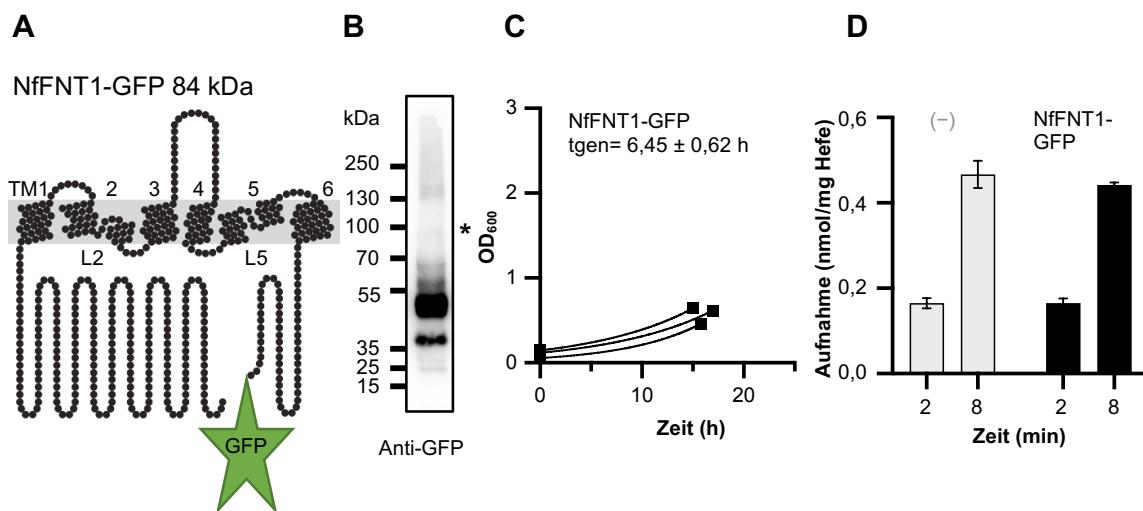 A
NfFNT1-GFP 84 kDa
TM1 2 3 4 5 6
L2 L5
GFP
B
kDa
250
130
100
70
55
35
25
15
*
Anti-GFP
C
NfFNT1-GFP
tgen= 6,45 ± 0,62 h
OD600
3
2
1
0
0 10 20
Zeit (h)
D
(−)
NfFNT1-
GFP
Aufnahme (nmol/mg Hefe)
0,6
0,4
0,2
0,0
2 8 2 8
Zeit (min)